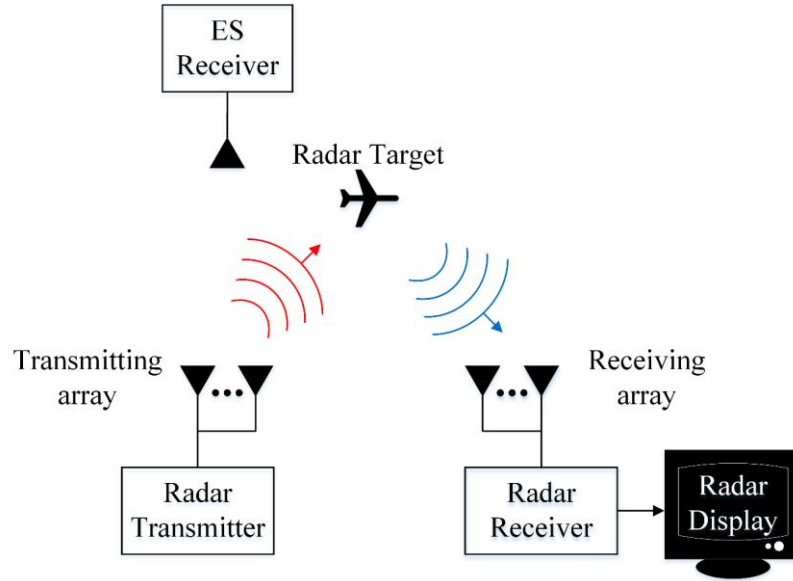 ES
Receiver
Radar Target
Transmitting
array
Receiving
array
Radar
Transmitter
Radar
Receiver
Radar
Display